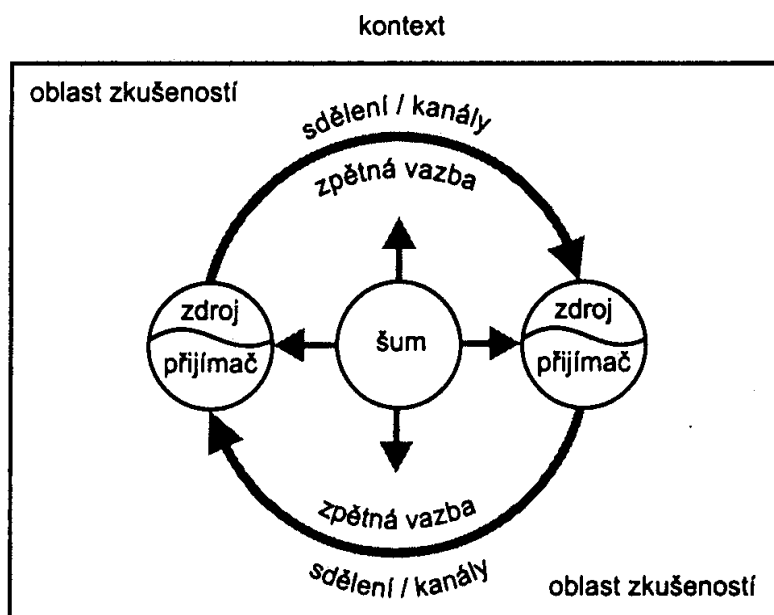 kontext
oblast zkušeností
sdělení / kanály
zpětná vazba
zdroj
přijímač
šum
zdroj
přijímač
zpětná vazba
sdělení / kanály
oblast zkušeností